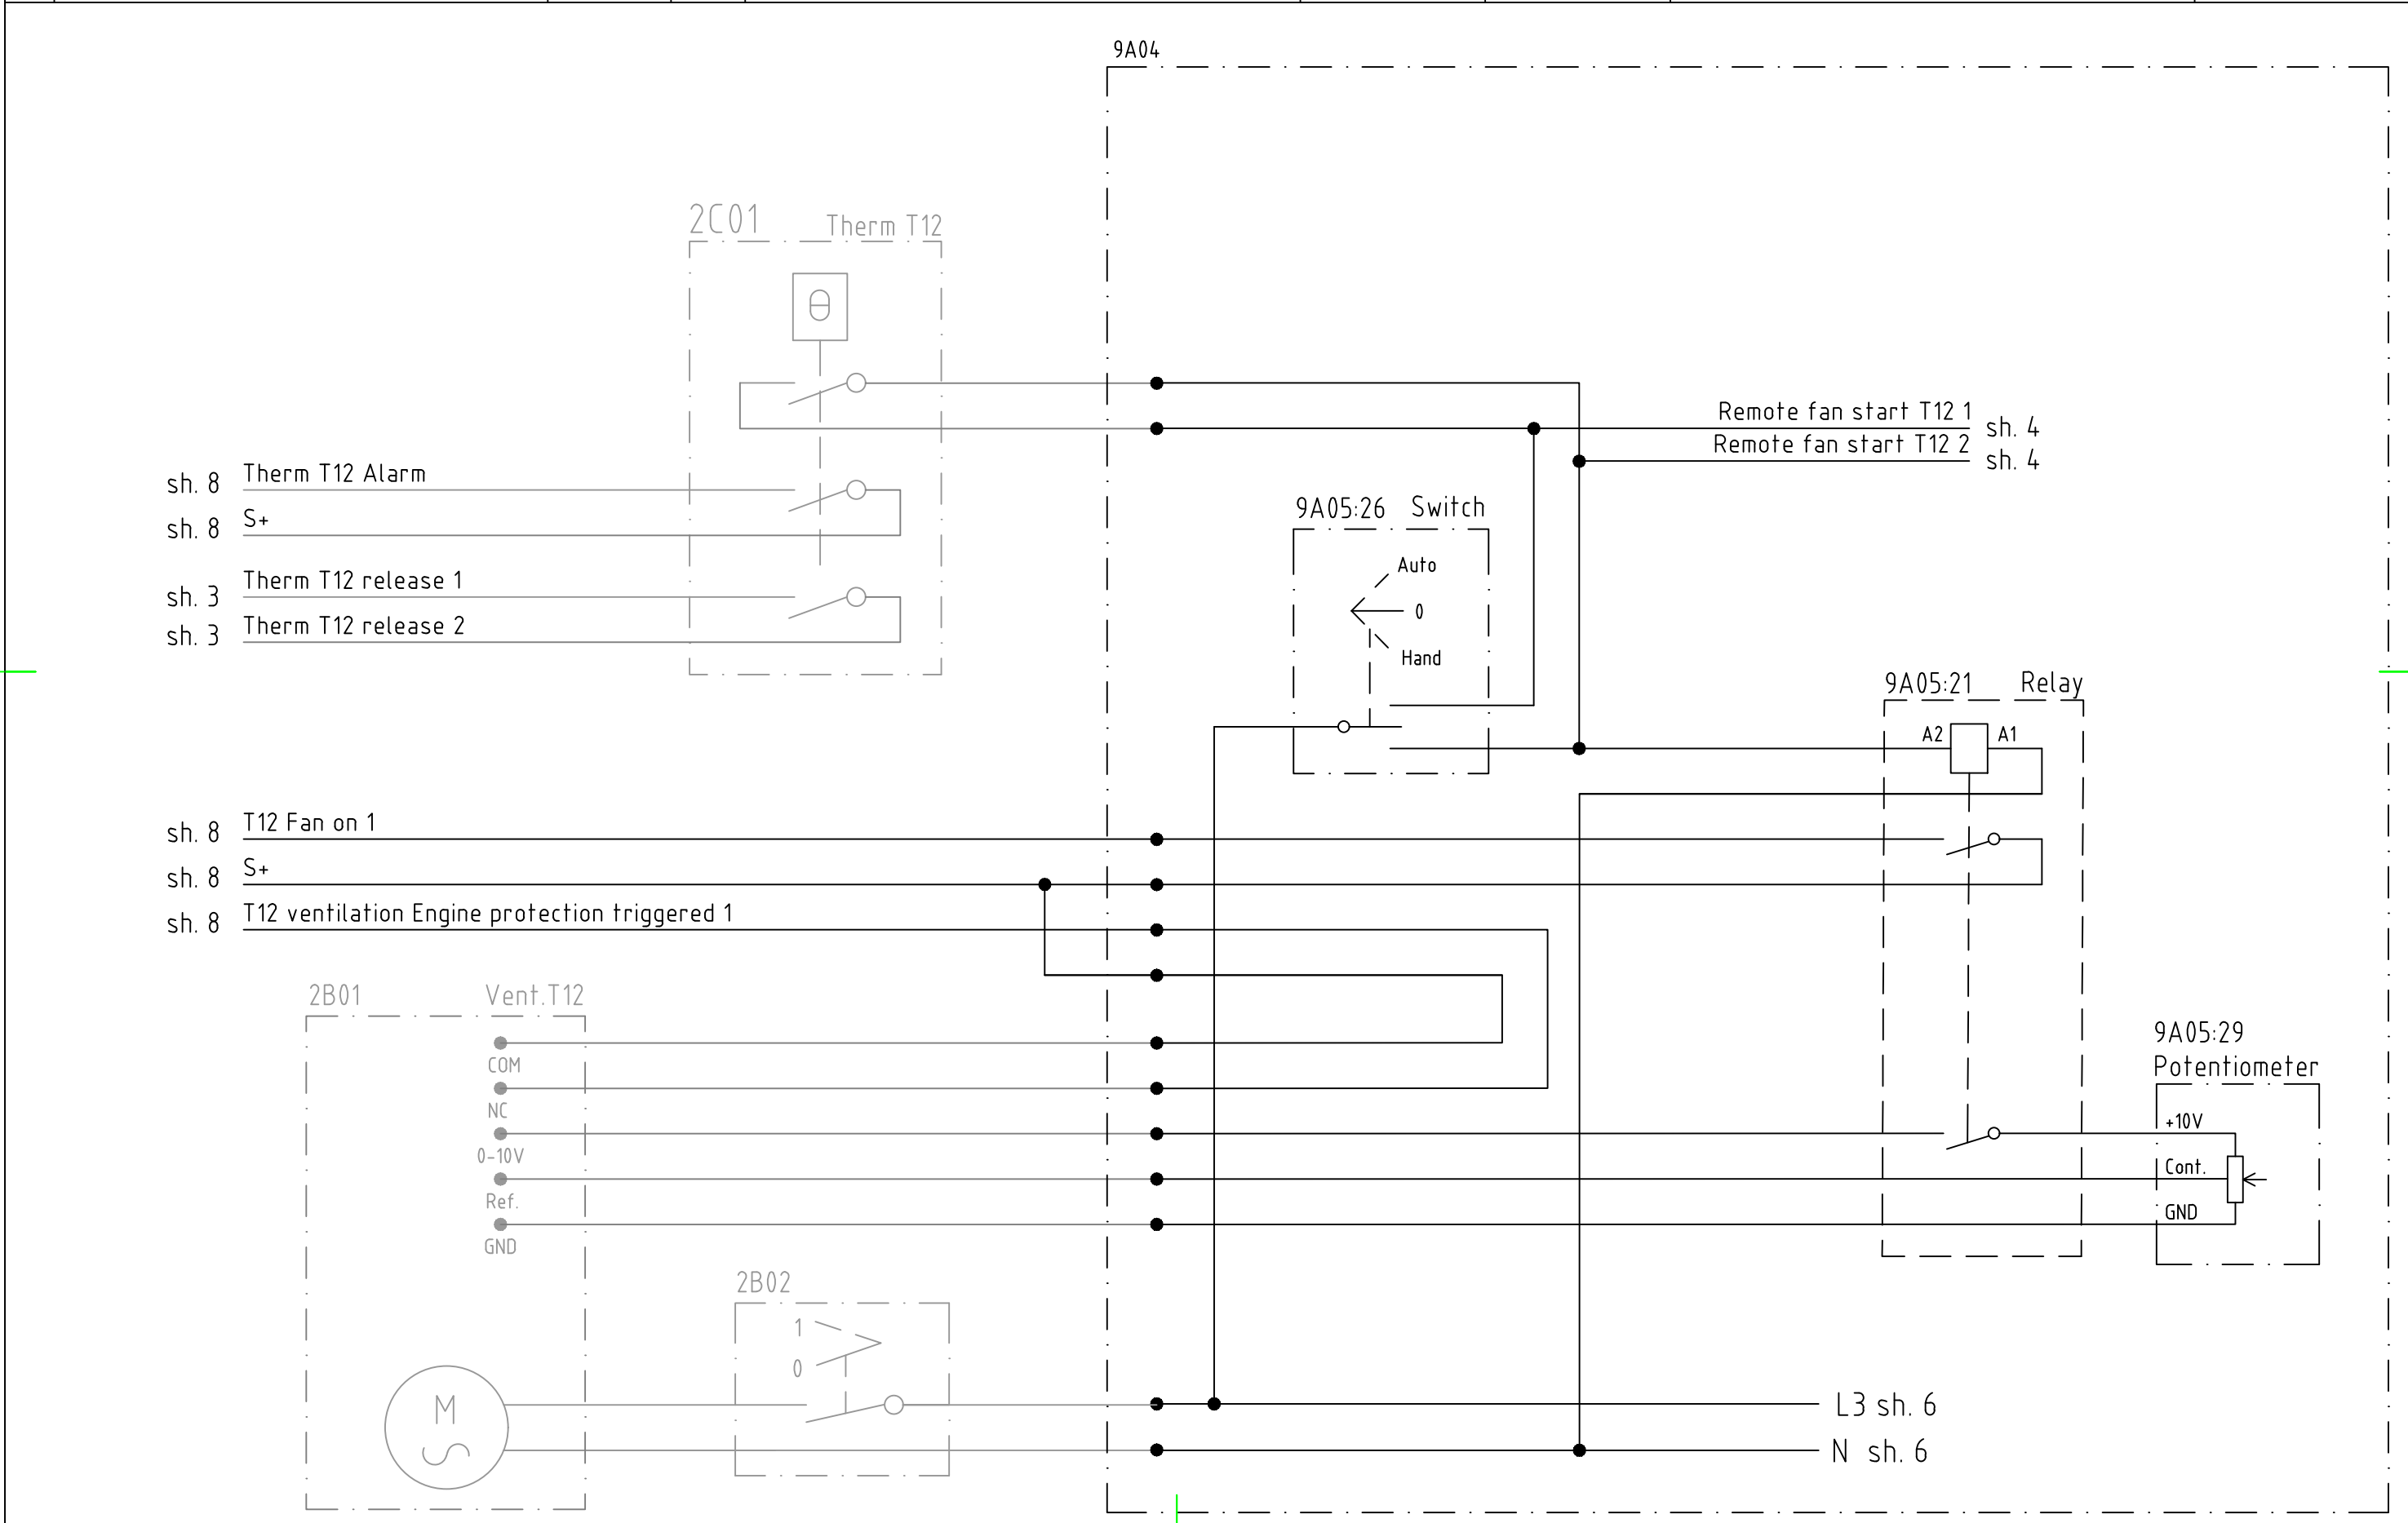 9A04
2C01 Therm T12
θ
Remote fan start T12 1 sh. 4
Remote fan start T12 2 sh. 4
sh. 8 Therm T12 Alarm
sh. 8 S+
sh. 3 Therm T12 release 1
sh. 3 Therm T12 release 2
9A05:26 Switch
Auto
0
Hand
9A05:21 Relay
A2 A1
sh. 8 T12 Fan on 1
sh. 8 S+
sh. 8 T12 ventilation Engine protection triggered 1
2B01 Vent.T12
COM
NC
0-10V
Ref.
GND
9A05:29
Potentiometer
+10V
Cont.
GND
2B02
1
0
M
L3 sh. 6
N sh. 6